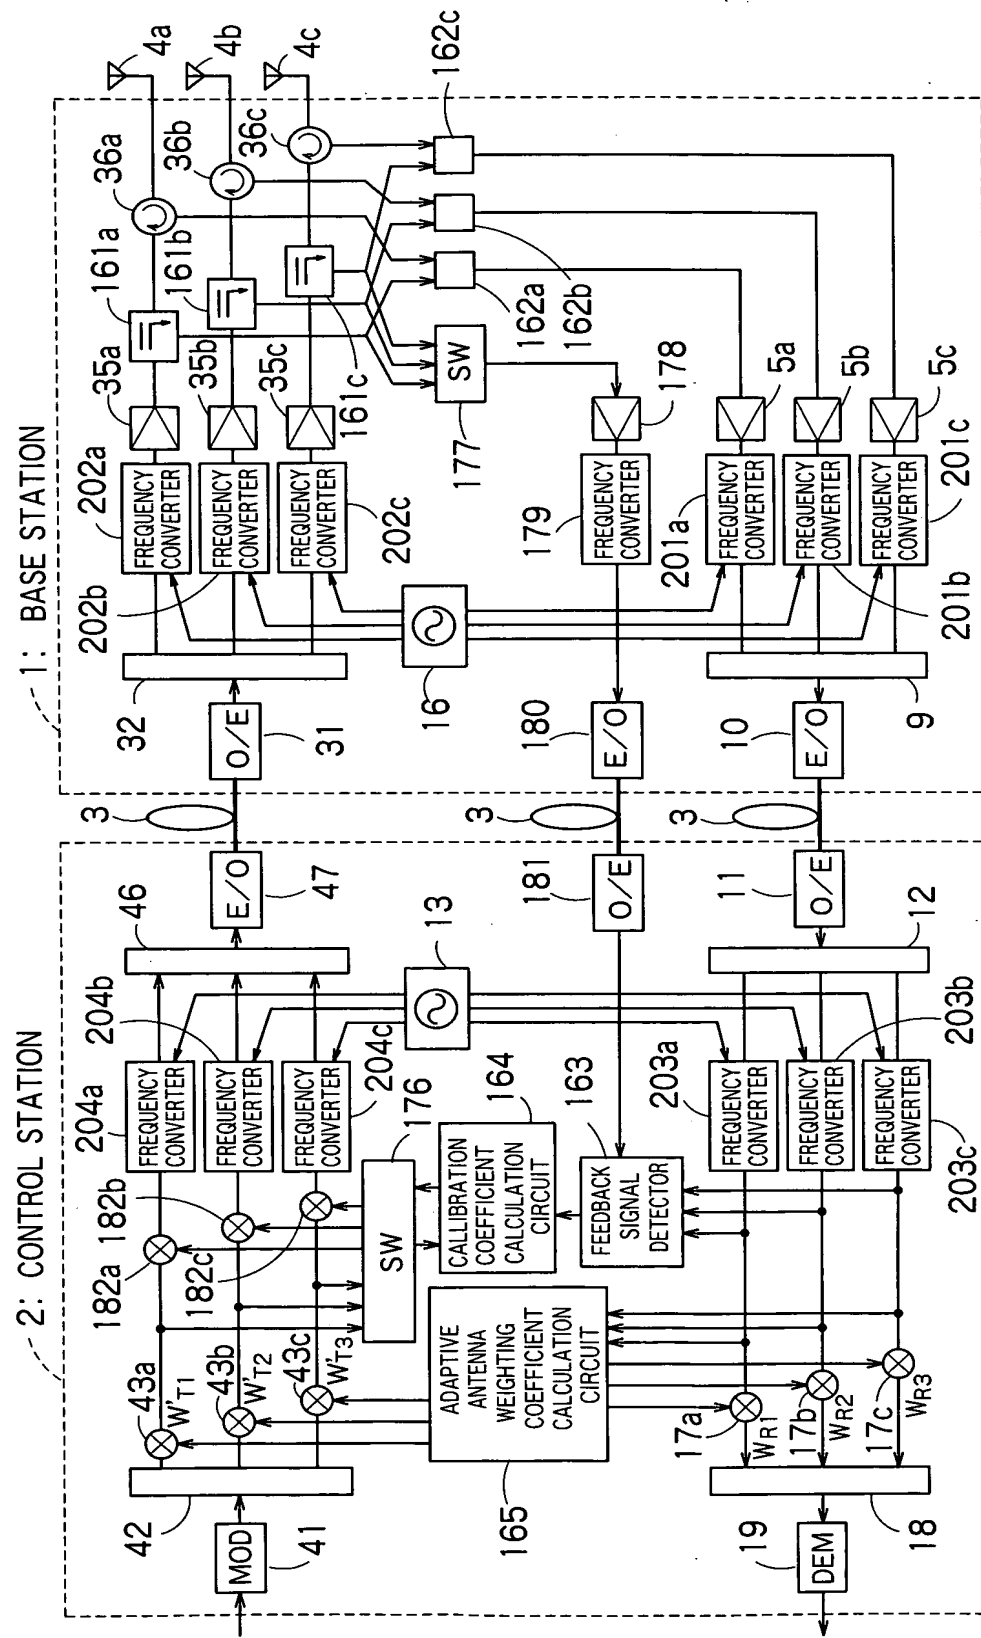 1: BASE STATION
4a
4b
4c
36a
36b
36c
162c
161a
161b
161c
162a
162b
35a
35b
35c
SW
177
178
5a
5b
5c
202a
FREQUENCY CONVERTER
202b
FREQUENCY CONVERTER
FREQUENCY CONVERTER
202c
179
FREQUENCY CONVERTER
201a
FREQUENCY CONVERTER
FREQUENCY CONVERTER
201b
FREQUENCY CONVERTER
201c
32
16
9
O/E
31
180
E/O
10
E/O
3
3
3
2: CONTROL STATION
46
E/O
47
181
O/E
11
O/E
12
13
204a
FREQUENCY CONVERTER
204b
FREQUENCY CONVERTER
FREQUENCY CONVERTER
204c
203a
FREQUENCY CONVERTER
FREQUENCY CONVERTER
203b
FREQUENCY CONVERTER
203c
182a
182b
182c
176
SW
164
CALLIBRATION COEFFICIENT CALCULATION CIRCUIT
163
FEEDBACK SIGNAL DETECTOR
43a
W'T1
43b
W'T2
43c
W'T3
ADAPTIVE ANTENNA WEIGHTING COEFFICIENT CALCULATION CIRCUIT
165
17a
WR1
17b
WR2
17c
WR3
42
MOD
41
19
DEM
18